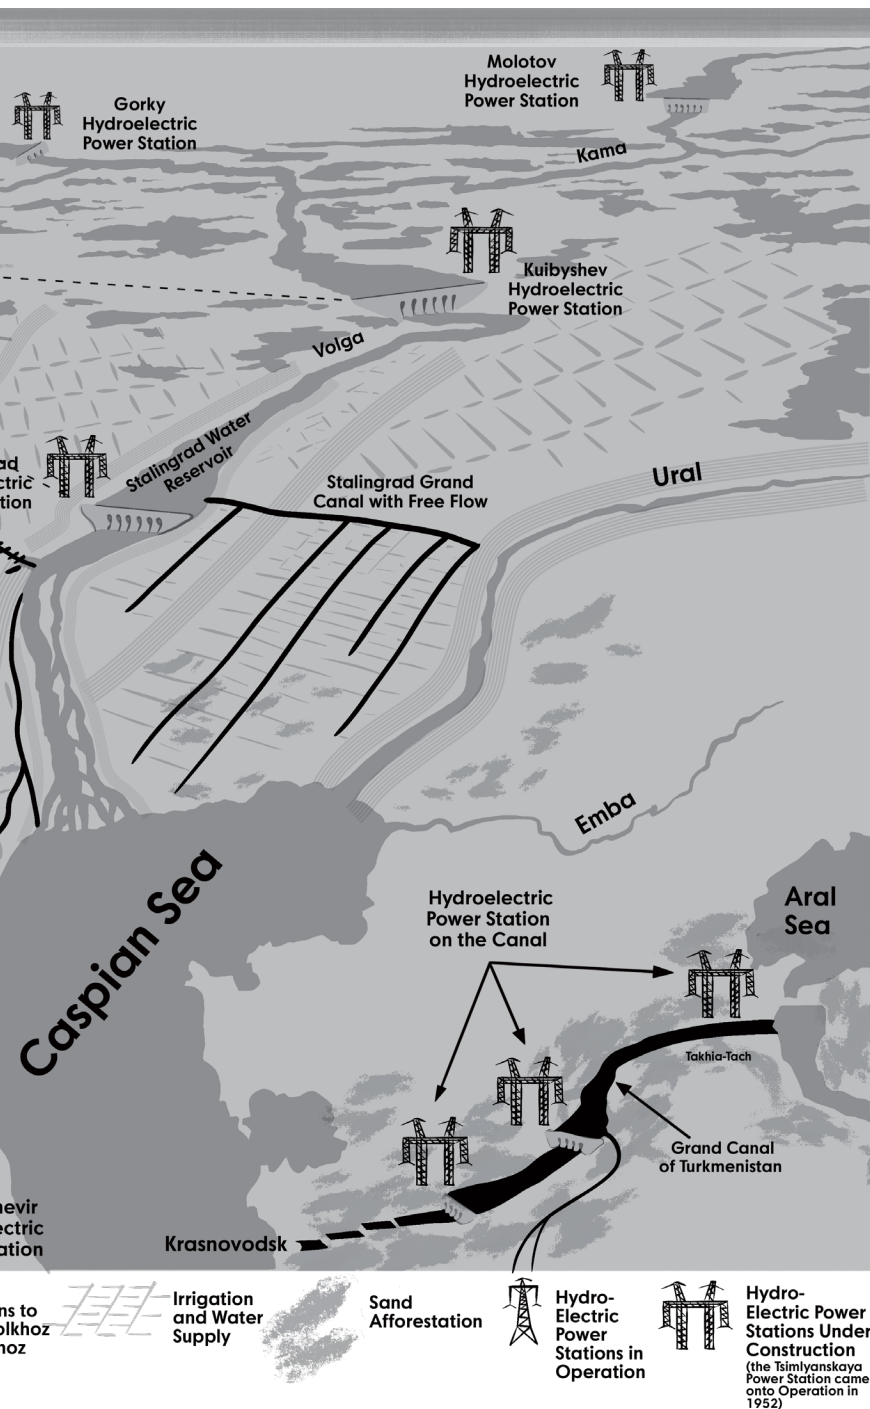 Molotov
Hydroelectric
Power Station
Gorky
Hydroelectric
Power Station
Kama
Kuibyshev
Hydroelectric
Power Station
Volga
Stalingrad Water
Reservoir
ad
ctric
tion
Stalingrad Grand
Canal with Free Flow
Ural
Emba
Caspian Sea
Aral
Sea
Hydroelectric
Power Station
on the Canal
Takhia-Tach
Grand Canal
of Turkmenistan
Krasnovodsk
hevir
ectric
ation
ns to
olkhoz
hoz
Irrigation
and Water
Supply
Sand
Afforestation
Hydro-
Electric
Power
Stations in
Operation
Hydro-
Electric Power
Stations Under
Construction
(the Tsimlyanskaya
Power Station came
onto Operation in
1952)